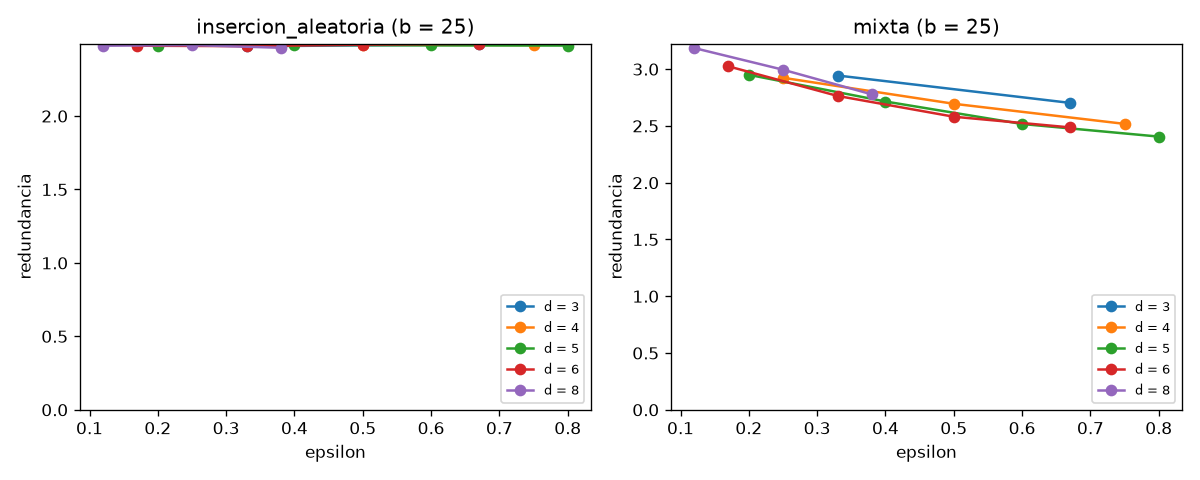 insercion_aleatoria (b = 25)
redundancia
2.0
1.5
1.0
0.5
0.0
0.1 0.2 0.3 0.4 0.5 0.6 0.7 0.8
epsilon
d = 3
d = 4
d = 5
d = 6
d = 8
mixta (b = 25)
redundancia
3.0
2.5
2.0
1.5
1.0
0.5
0.0
0.1 0.2 0.3 0.4 0.5 0.6 0.7 0.8
epsilon
d = 3
d = 4
d = 5
d = 6
d = 8